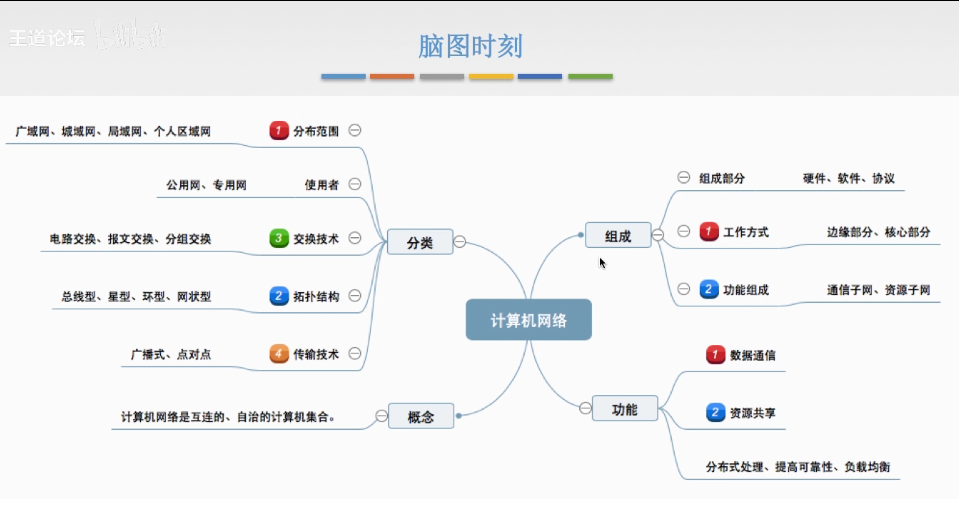 王道论坛
脑图时刻
广域网、城域网、局域网、个人区域网 1 分布范围
公用网、专用网 使用者
电路交换、报文交换、分组交换 3 交换技术
总线型、星型、环型、网状型 2 拓扑结构
广播式、点对点 4 传输技术
分类
计算机网络是互连的、自治的计算机集合。
概念
计算机网络
组成
组成部分 硬件、软件、协议
1 工作方式 边缘部分、核心部分
2 功能组成 通信子网、资源子网
功能
1 数据通信
2 资源共享
分布式处理、提高可靠性、负载均衡